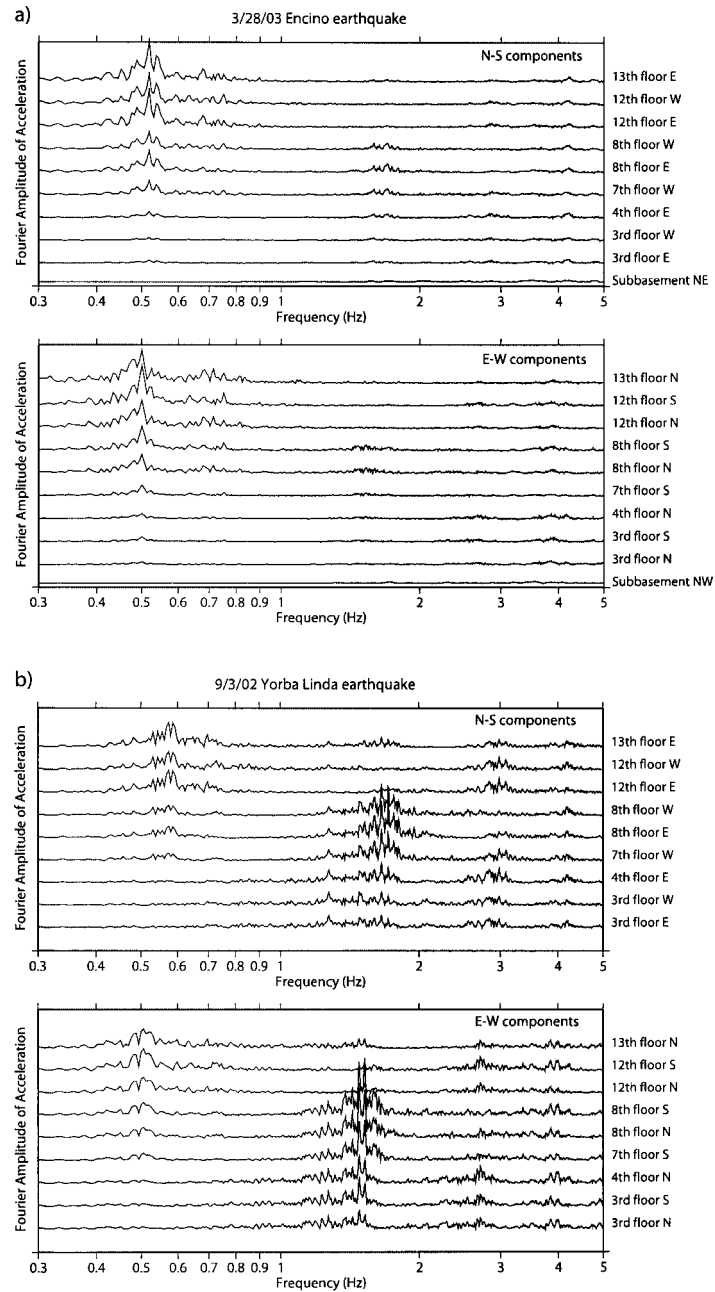 a)
3/28/03 Encino earthquake
Fourier Amplitude of Acceleration
N-S components
13th floor E
12th floor W
12th floor E
8th floor W
8th floor E
7th floor W
4th floor E
3rd floor W
3rd floor E
Subbasement NE
0.3 0.4 0.5 0.6 0.7 0.8 0.9 1 2 3 4 5
Frequency (Hz)
Fourier Amplitude of Acceleration
E-W components
13th floor N
12th floor S
12th floor N
8th floor S
8th floor N
7th floor S
4th floor N
3rd floor S
3rd floor N
Subbasement NW
0.3 0.4 0.5 0.6 0.7 0.8 0.9 1 2 3 4 5
Frequency (Hz)
b)
9/3/02 Yorba Linda earthquake
Fourier Amplitude of Acceleration
N-S components
13th floor E
12th floor W
12th floor E
8th floor W
8th floor E
7th floor W
4th floor E
3rd floor W
3rd floor E
0.3 0.4 0.5 0.6 0.7 0.8 0.9 1 2 3 4 5
Frequency (Hz)
Fourier Amplitude of Acceleration
E-W components
13th floor N
12th floor S
12th floor N
8th floor S
8th floor N
7th floor S
4th floor N
3rd floor S
3rd floor N
0.3 0.4 0.5 0.6 0.7 0.8 0.9 1 2 3 4 5
Frequency (Hz)